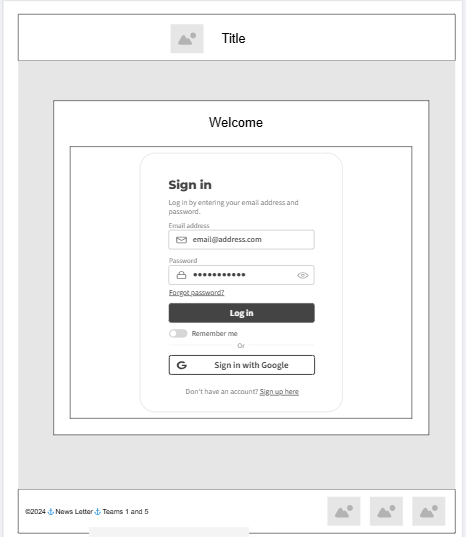 Title
Welcome
Sign in
Log in by entering your email address and
password.
Email address
email@address.com
Password
●●●●●●●●●●●
Forgot password?
Log in
Remember me
Or
G Sign in with Google
Don't have an account? Sign up here
©2024 ⚓ News Letter ⚓ Teams 1 and 5